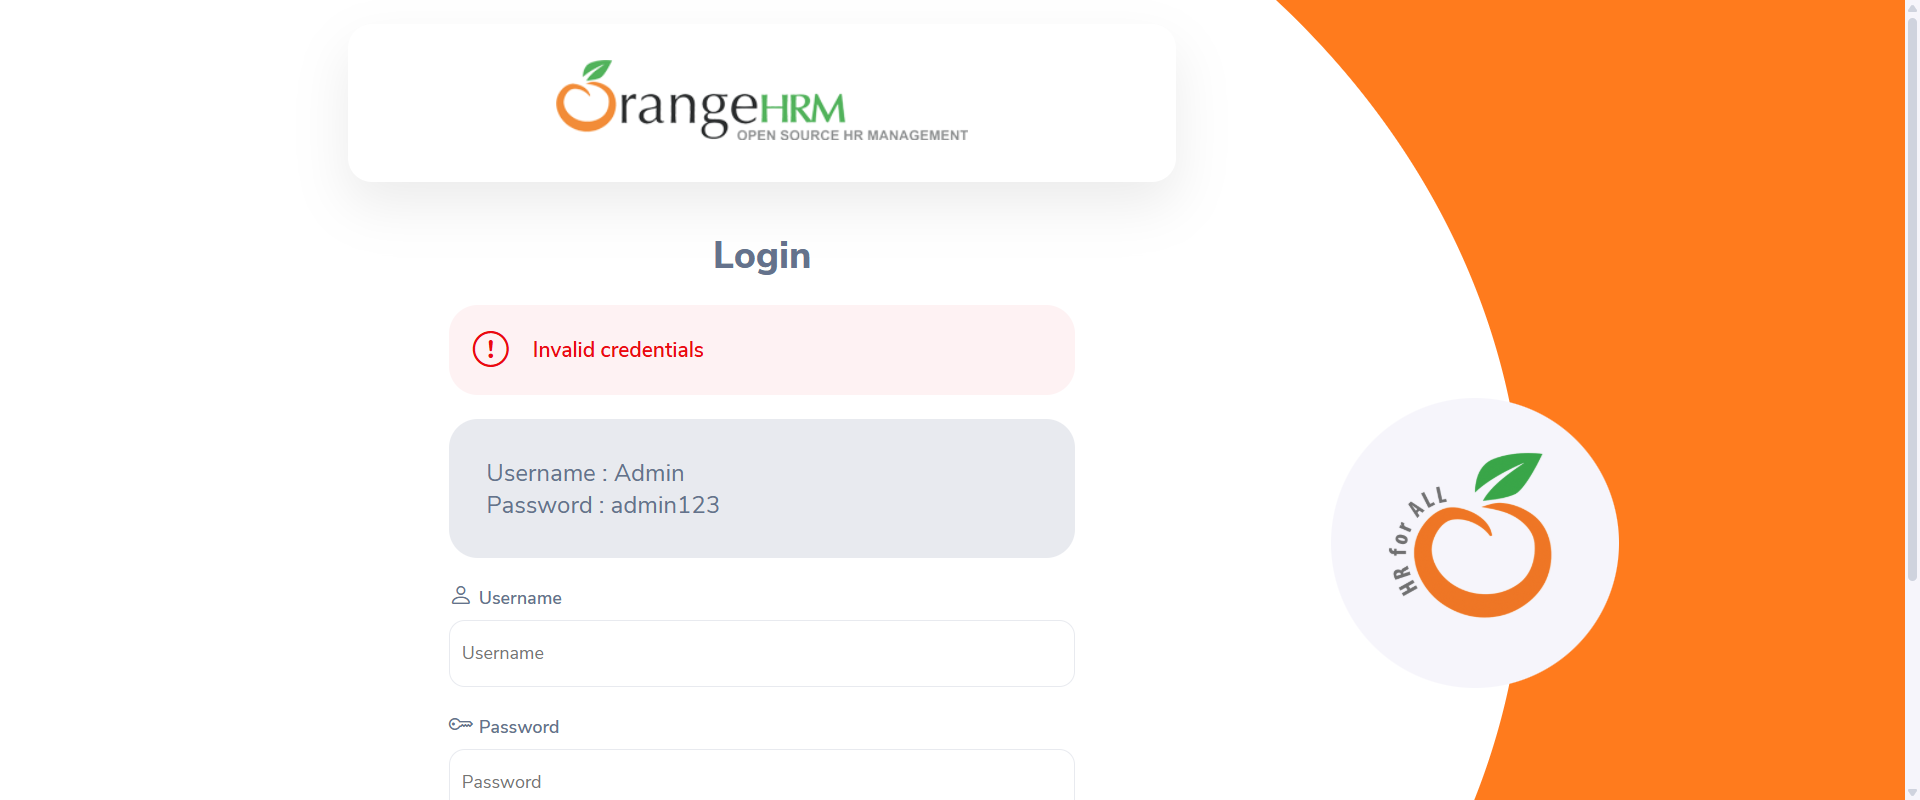 OrangeHRM
OPEN SOURCE HR MANAGEMENT
Login
! Invalid credentials
Username : Admin
Password : admin123
Username
Username
Password
Password
HR for ALL